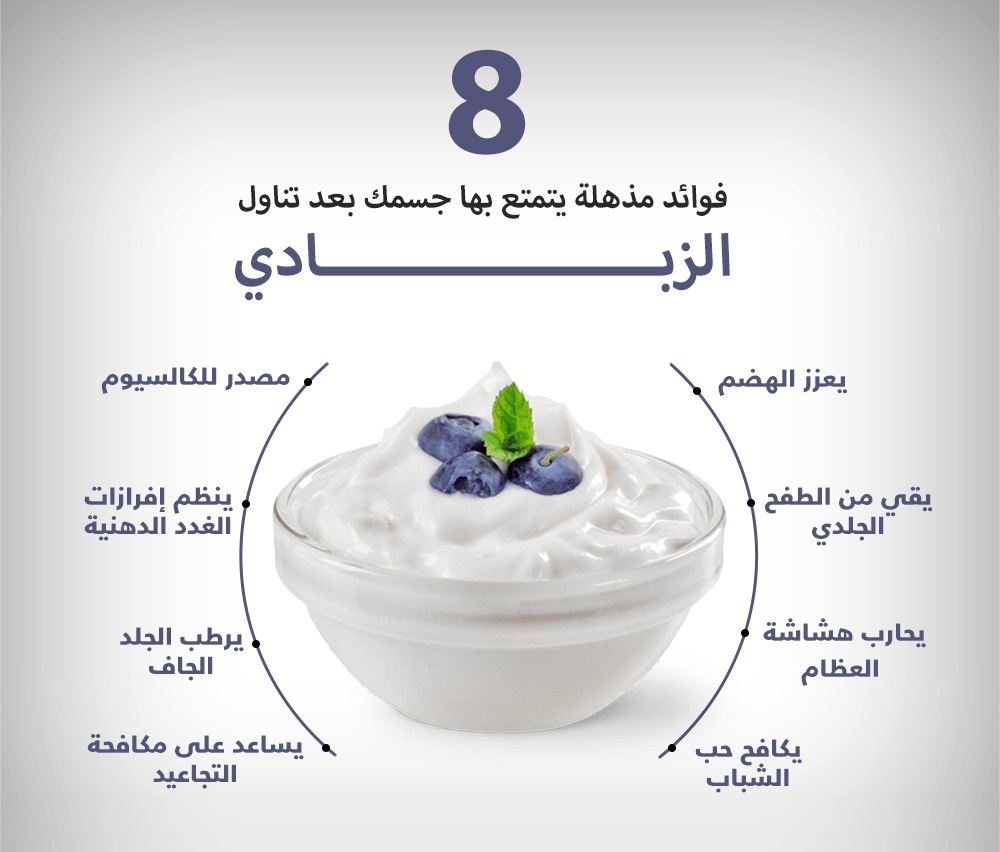 8
فوائد مذهلة يتمتع بها جسمك بعد تناول
الزبـــــــــــــــــادي
يعزز الهضم
يقي من الطفح
الجلدي
يحارب هشاشة
العظام
يكافح حب
الشباب
مصدر للكالسيوم
ينظم إفرازات
الغدد الدهنية
يرطب الجلد
الجاف
يساعد على مكافحة
التجاعيد